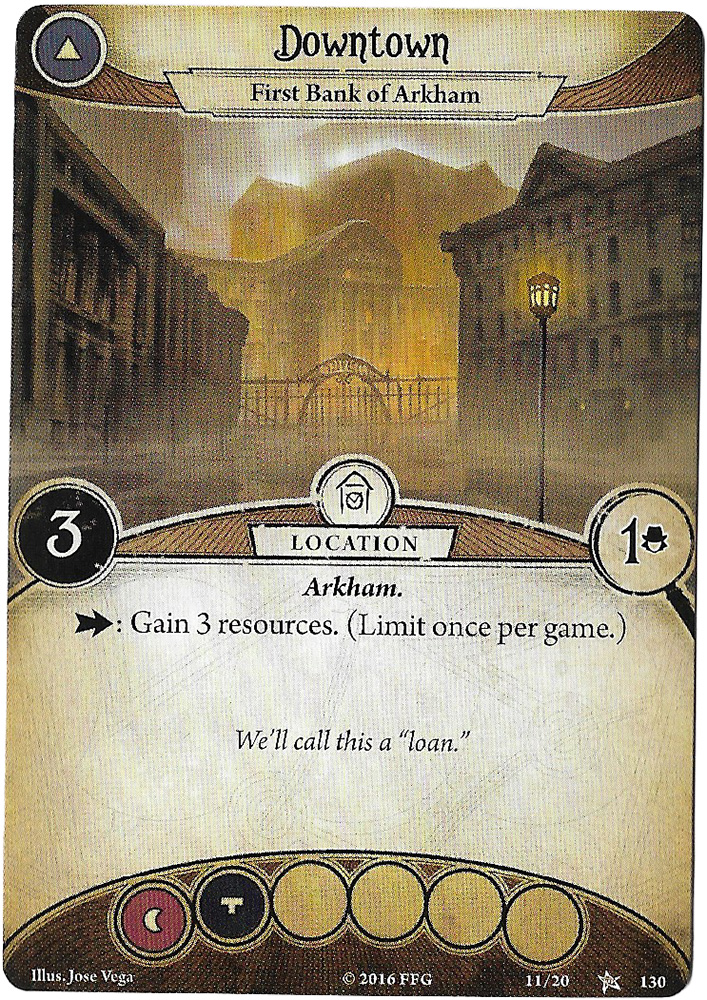 Downtown
First Bank of Arkham
3
1
LOCATION
Arkham.
: Gain 3 resources. (Limit once per game.)
We'll call this a “loan.”
Illus. Jose Vega
© 2016 FFG
11/20
130